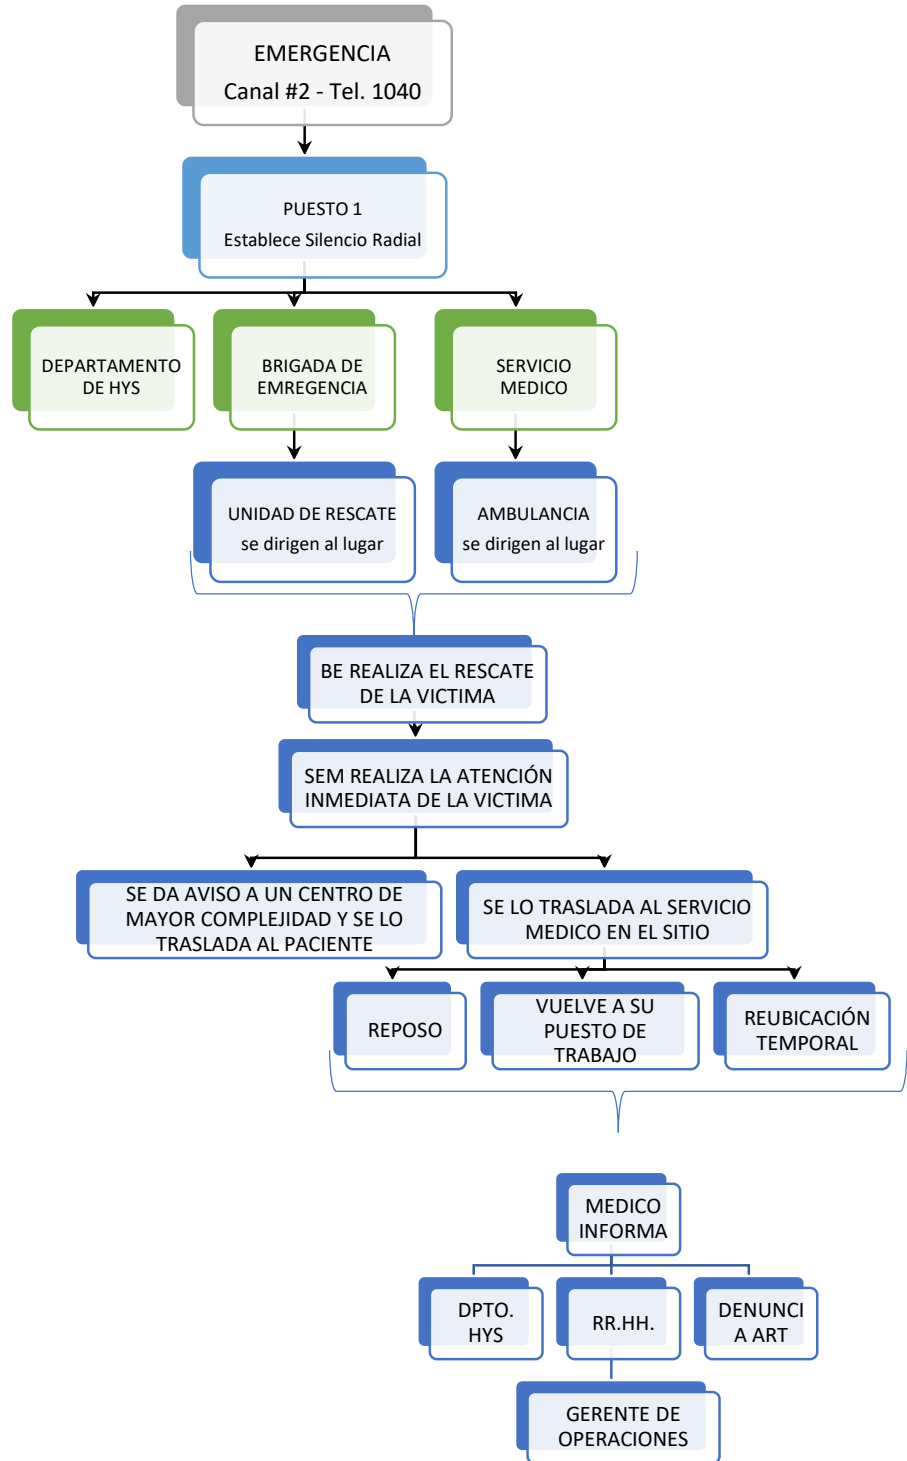 EMERGENCIA
Canal #2 - Tel. 1040
PUESTO 1
Establece Silencio Radial
DEPARTAMENTO
DE HYS
BRIGADA DE
EMREGENCIA
SERVICIO
MEDICO
UNIDAD DE RESCATE
se dirigen al lugar
AMBULANCIA
se dirigen al lugar
BE REALIZA EL RESCATE
DE LA VICTIMA
SEM REALIZA LA ATENCIÓN
INMEDIATA DE LA VICTIMA
SE DA AVISO A UN CENTRO DE
MAYOR COMPLEJIDAD Y SE LO
TRASLADA AL PACIENTE
SE LO TRASLADA AL SERVICIO
MEDICO EN EL SITIO
REPOSO
VUELVE A SU
PUESTO DE
TRABAJO
REUBICACIÓN
TEMPORAL
MEDICO
INFORMA
DPTO.
HYS
RR.HH.
DENUNCI
A ART
GERENTE DE
OPERACIONES